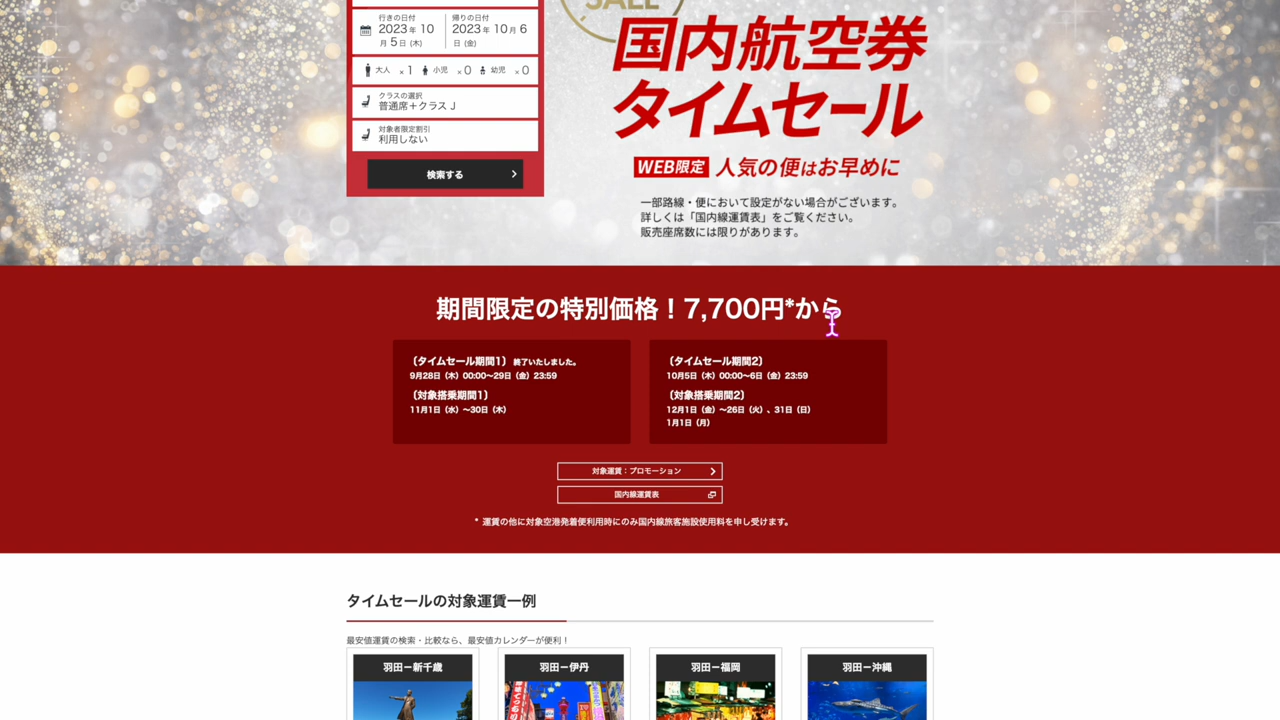 行きの日付
2023年 10月 5日 (木)
帰りの日付
2023年 10月 6日 (金)
大人 ×1 小児 ×0 幼児 ×0
クラスの選択
普通席＋クラス J
対象者限定割引
利用しない
検索する
SALE
国内航空券
タイムセール
WEB限定 人気の便はお早めに
一部路線・便において設定がない場合がございます。
詳しくは「国内線運賃表」をご覧ください。
販売座席数には限りがあります。
期間限定の特別価格！7,700円*から
〔タイムセール期間1〕 終了いたしました。
9月28日（木）00:00～29日（金）23:59
〔対象搭乗期間1〕
11月1日（水）～30日（木）
〔タイムセール期間2〕
10月5日（木）00:00～6日（金）23:59
〔対象搭乗期間2〕
12月1日（金）～26日（火）、31日（日）
1月1日（月）
対象運賃：プロモーション
国内線運賃表
* 運賃の他に対象空港発着便利用時にのみ国内線旅客施設使用料を申し受けます。
タイムセールの対象運賃一例
最安値運賃の検索・比較なら、最安値カレンダーが便利！
羽田ー新千歳
羽田ー伊丹
羽田ー福岡
羽田ー沖縄